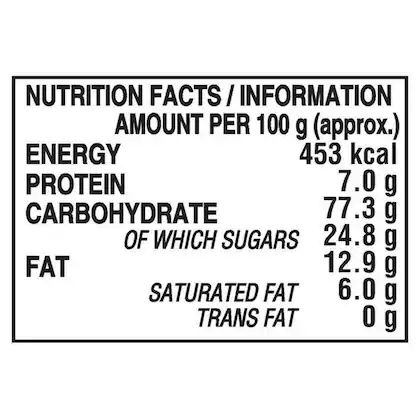 NUTRITION FACTS / INFORMATION
AMOUNT PER 100 g (approx.)
ENERGY 453 kcal
PROTEIN 7.0 g
CARBOHYDRATE 77.3 g
OF WHICH SUGARS 24.8 g
FAT 12.9 g
SATURATED FAT 6.0 g
TRANS FAT 0 g